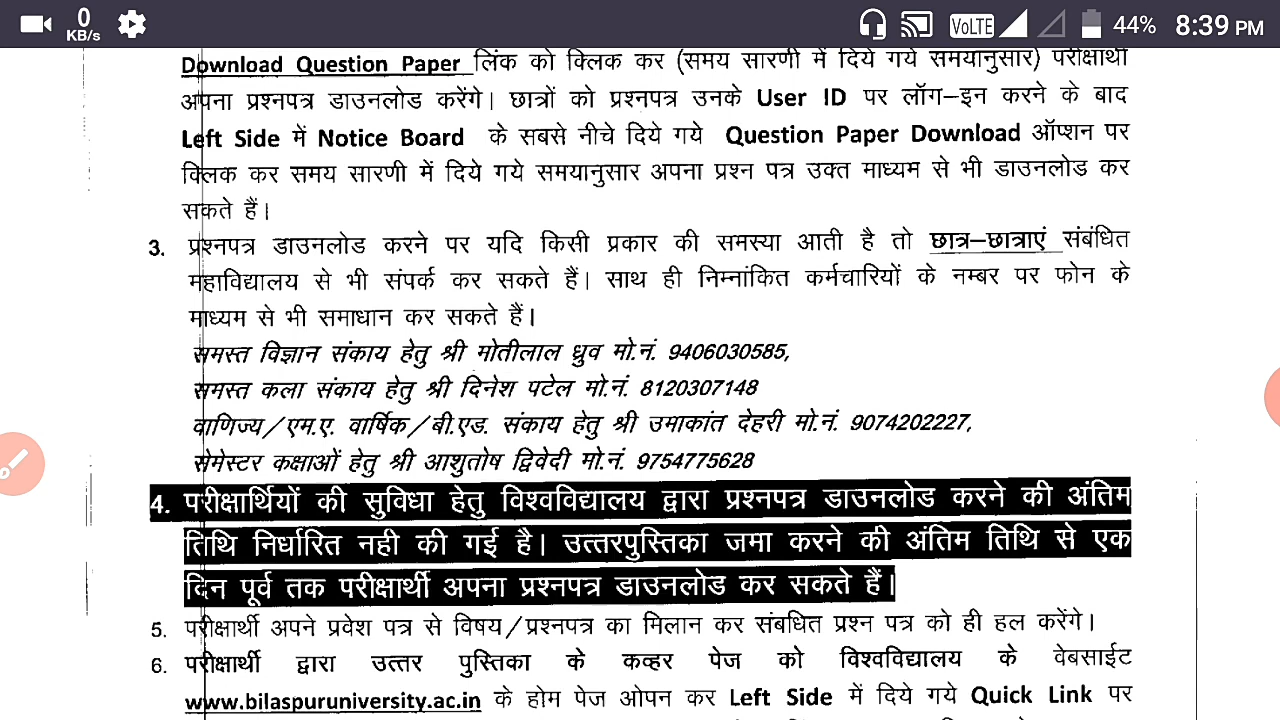 0
KB/s
VoLTE
44% 8:39 PM
Download Question Paper लिंक को क्लिक कर (समय सारणी में दिये गये समयानुसार) परीक्षार्थी
अपना प्रश्नपत्र डाउनलोड करेंगे। छात्रों को प्रश्नपत्र उनके User ID पर लॉग–इन करने के बाद
Left Side में Notice Board के सबसे नीचे दिये गये Question Paper Download ऑप्शन पर
क्लिक कर समय सारणी में दिये गये समयानुसार अपना प्रश्न पत्र उक्त माध्यम से भी डाउनलोड कर
सकते हैं।
3. प्रश्नपत्र डाउनलोड करने पर यदि किसी प्रकार की समस्या आती है तो छात्र–छात्राएं संबंधित
महाविद्यालय से भी संपर्क कर सकते हैं। साथ ही निम्नांकित कर्मचारियों के नम्बर पर फोन के
माध्यम से भी समाधान कर सकते हैं।
समस्त विज्ञान संकाय हेतु श्री मोतीलाल ध्रुव मो.नं. 9406030585,
समस्त कला संकाय हेतु श्री दिनेश पटेल मो.नं. 8120307148
वाणिज्य/एम.ए. वार्षिक/बी.एड. संकाय हेतु श्री उमाकांत देहरी मो.नं. 9074202227,
सेमेस्टर कक्षाओं हेतु श्री आशुतोष द्विवेदी मो.नं. 9754775628
4. परीक्षार्थियों की सुविधा हेतु विश्वविद्यालय द्वारा प्रश्नपत्र डाउनलोड करने की अंतिम
तिथि निर्धारित नही की गई है। उत्तरपुस्तिका जमा करने की अंतिम तिथि से एक
दिन पूर्व तक परीक्षार्थी अपना प्रश्नपत्र डाउनलोड कर सकते हैं।
5. परीक्षार्थी अपने प्रवेश पत्र से विषय/प्रश्नपत्र का मिलान कर संबधित प्रश्न पत्र को ही हल करेंगे।
6. परीक्षार्थी द्वारा उत्तर पुस्तिका के कव्हर पेज को विश्वविद्यालय के वेबसाईट
www.bilaspuruniversity.ac.in के होम पेज ओपन कर Left Side में दिये गये Quick Link पर